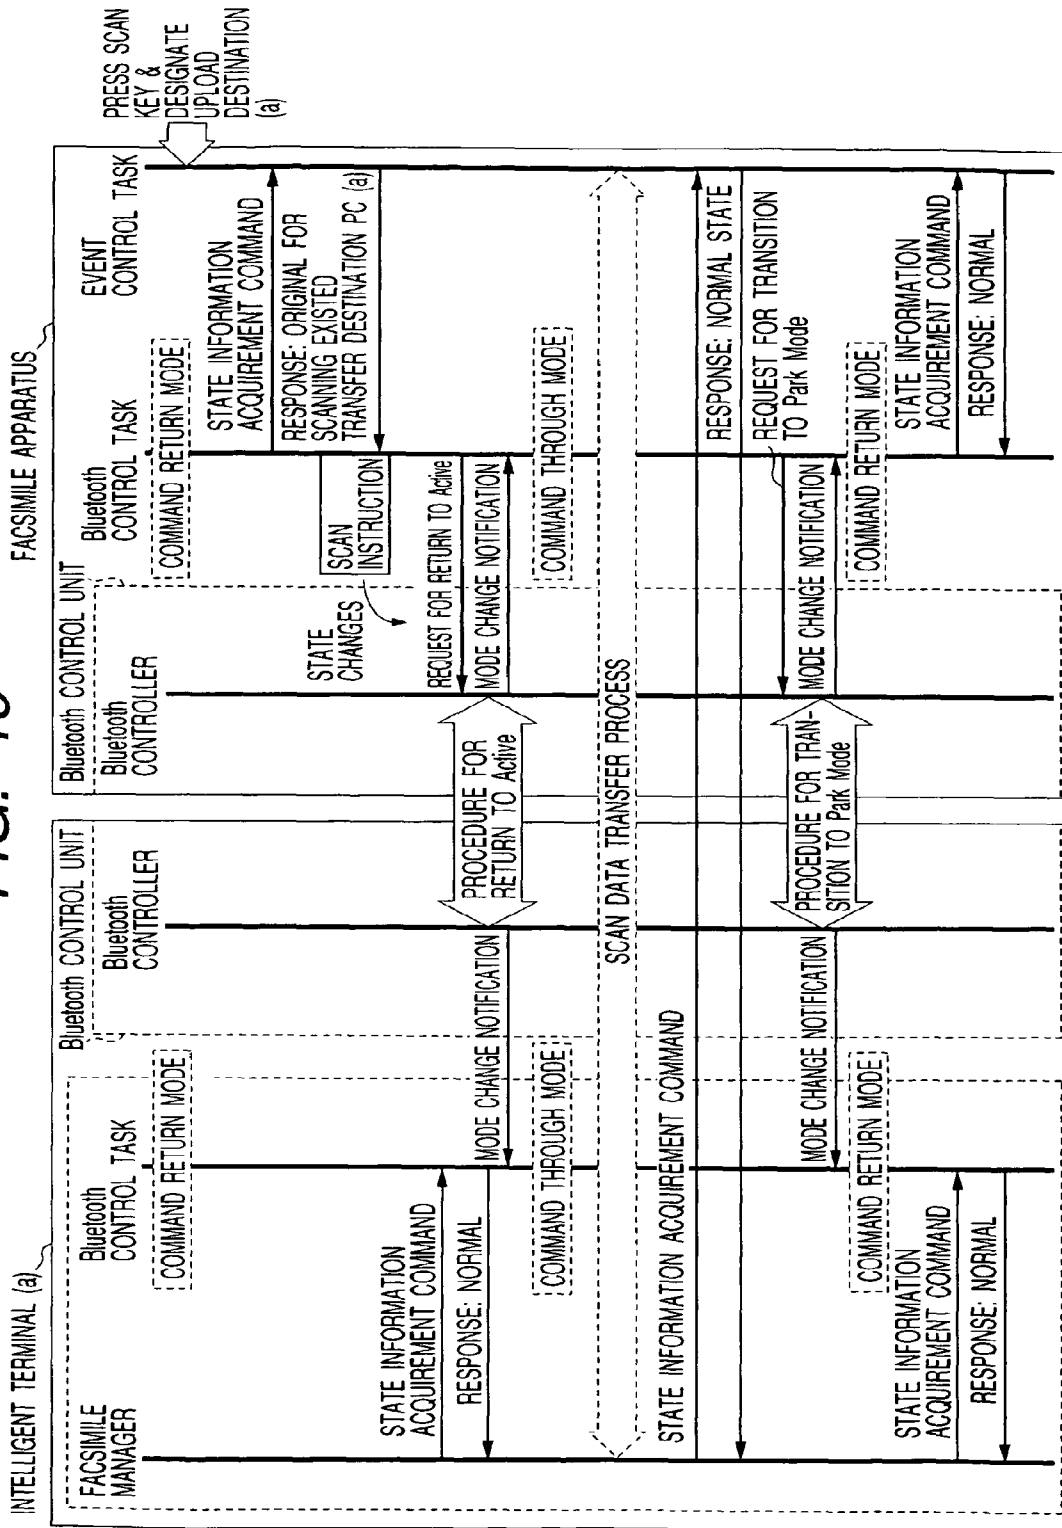 INTELLIGENT TERMINAL (a)
FACSIMILE APPARATUS
FACSIMILE
MANAGER
Bluetooth
CONTROL TASK
Bluetooth CONTROL UNIT
Bluetooth
CONTROLLER
Bluetooth CONTROL UNIT
Bluetooth
CONTROLLER
Bluetooth
CONTROL TASK
EVENT
CONTROL TASK
PRESS SCAN
KEY &
DESIGNATE
UPLOAD
DESTINATION
(a)
COMMAND RETURN MODE
COMMAND RETURN MODE
STATE INFORMATION
ACQUIREMENT COMMAND
RESPONSE: ORIGINAL FOR
SCANNING EXISTED
TRANSFER DESTINATION PC (a)
SCAN
INSTRUCTION
STATE
CHANGES
STATE INFORMATION
ACQUIREMENT COMMAND
RESPONSE: NORMAL
REQUEST FOR RETURN TO Active
MODE CHANGE NOTIFICATION
PROCEDURE FOR
RETURN TO Active
MODE CHANGE NOTIFICATION
COMMAND THROUGH MODE
COMMAND THROUGH MODE
SCAN DATA TRANSFER PROCESS
STATE INFORMATION ACQUIREMENT COMMAND
RESPONSE: NORMAL STATE
REQUEST FOR TRANSITION
TO Park Mode
PROCEDURE FOR TRAN-
SITION TO Park Mode
MODE CHANGE NOTIFICATION
MODE CHANGE NOTIFICATION
COMMAND RETURN MODE
COMMAND RETURN MODE
STATE INFORMATION
ACQUIREMENT COMMAND
RESPONSE: NORMAL
STATE INFORMATION
ACQUIREMENT COMMAND
RESPONSE: NORMAL